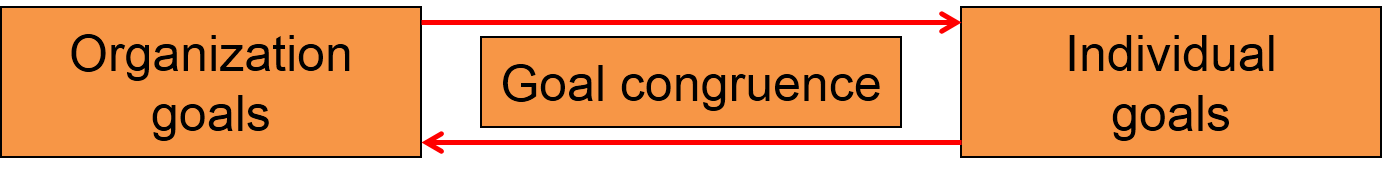 Organization
goals
Goal congruence
Individual
goals